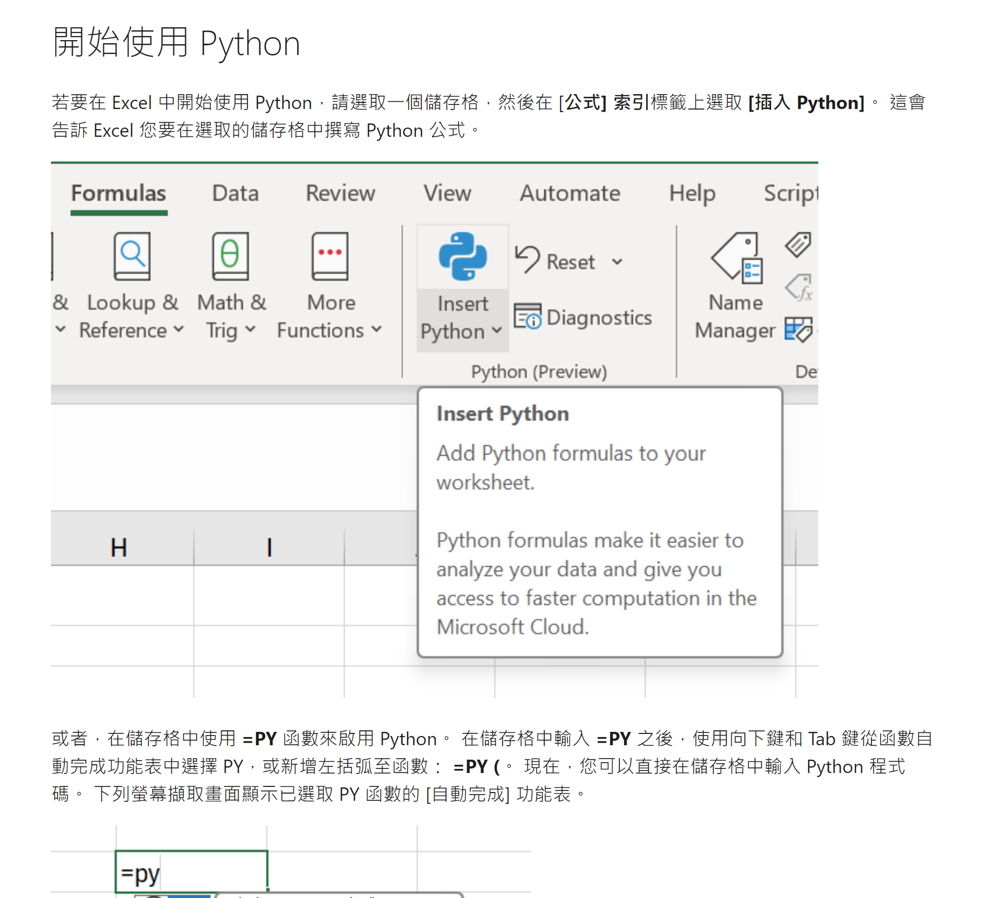 開始使用 Python
若要在 Excel 中開始使用 Python，請選取一個儲存格，然後在 [公式] 索引標籤上選取 [插入 Python]。 這會
告訴 Excel 您要在選取的儲存格中撰寫 Python 公式。
Formulas Data Review View Automate Help Script
& Lookup & Math & More Insert Reset Name
Reference Trig Functions Python Diagnostics Manager
Python (Preview)
Insert Python
Add Python formulas to your
worksheet.
Python formulas make it easier to
analyze your data and give you
access to faster computation in the
Microsoft Cloud.
H I
或者，在儲存格中使用 =PY 函數來啟用 Python。 在儲存格中輸入 =PY 之後，使用向下鍵和 Tab 鍵從函數自
動完成功能表中選擇 PY，或新增左括弧至函數： =PY (。 現在，您可以直接在儲存格中輸入 Python 程式
碼。 下列螢幕擷取畫面顯示已選取 PY 函數的 [自動完成] 功能表。
=py